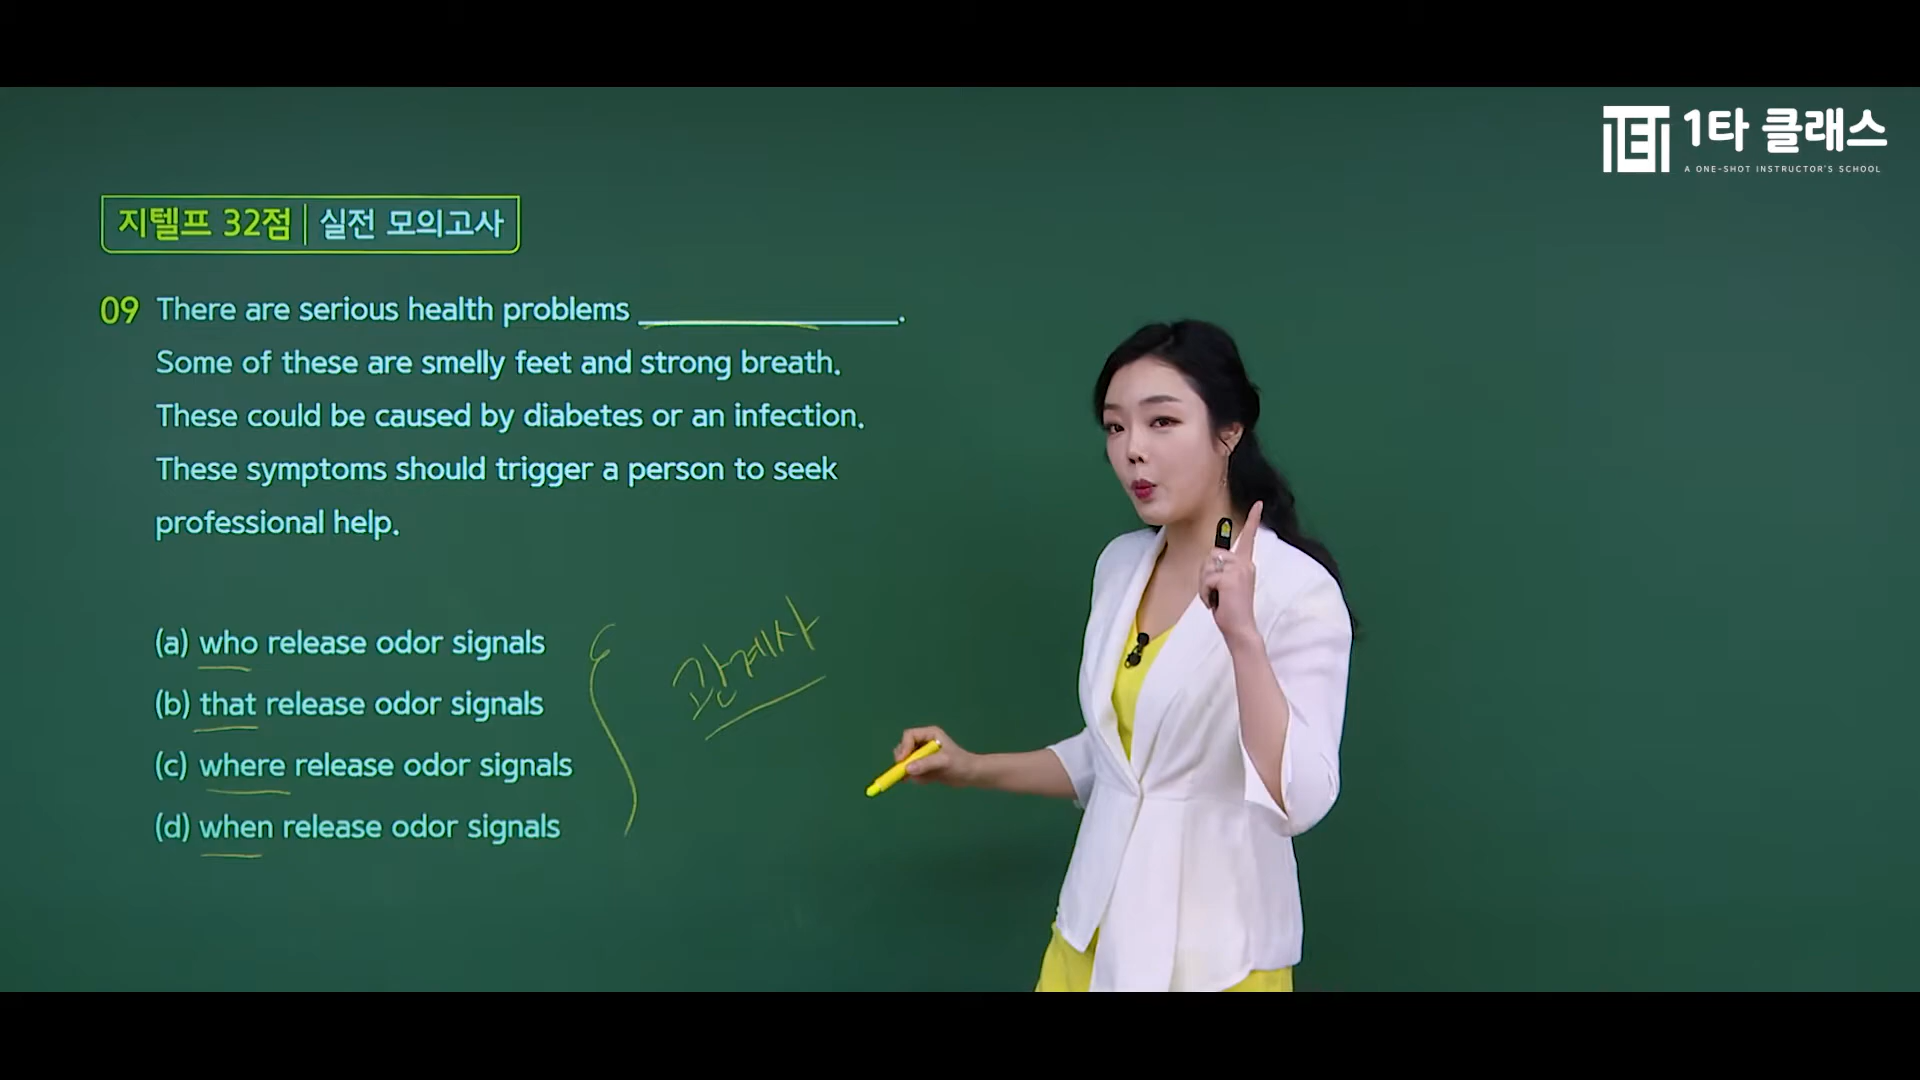 1타 클래스
A ONE-SHOT INSTRUCTOR'S SCHOOL
지텔프 32점 | 실전 모의고사
09 There are serious health problems ____________.
Some of these are smelly feet and strong breath.
These could be caused by diabetes or an infection.
These symptoms should trigger a person to seek
professional help.
(a) who release odor signals
(b) that release odor signals
(c) where release odor signals
(d) when release odor signals
관계사